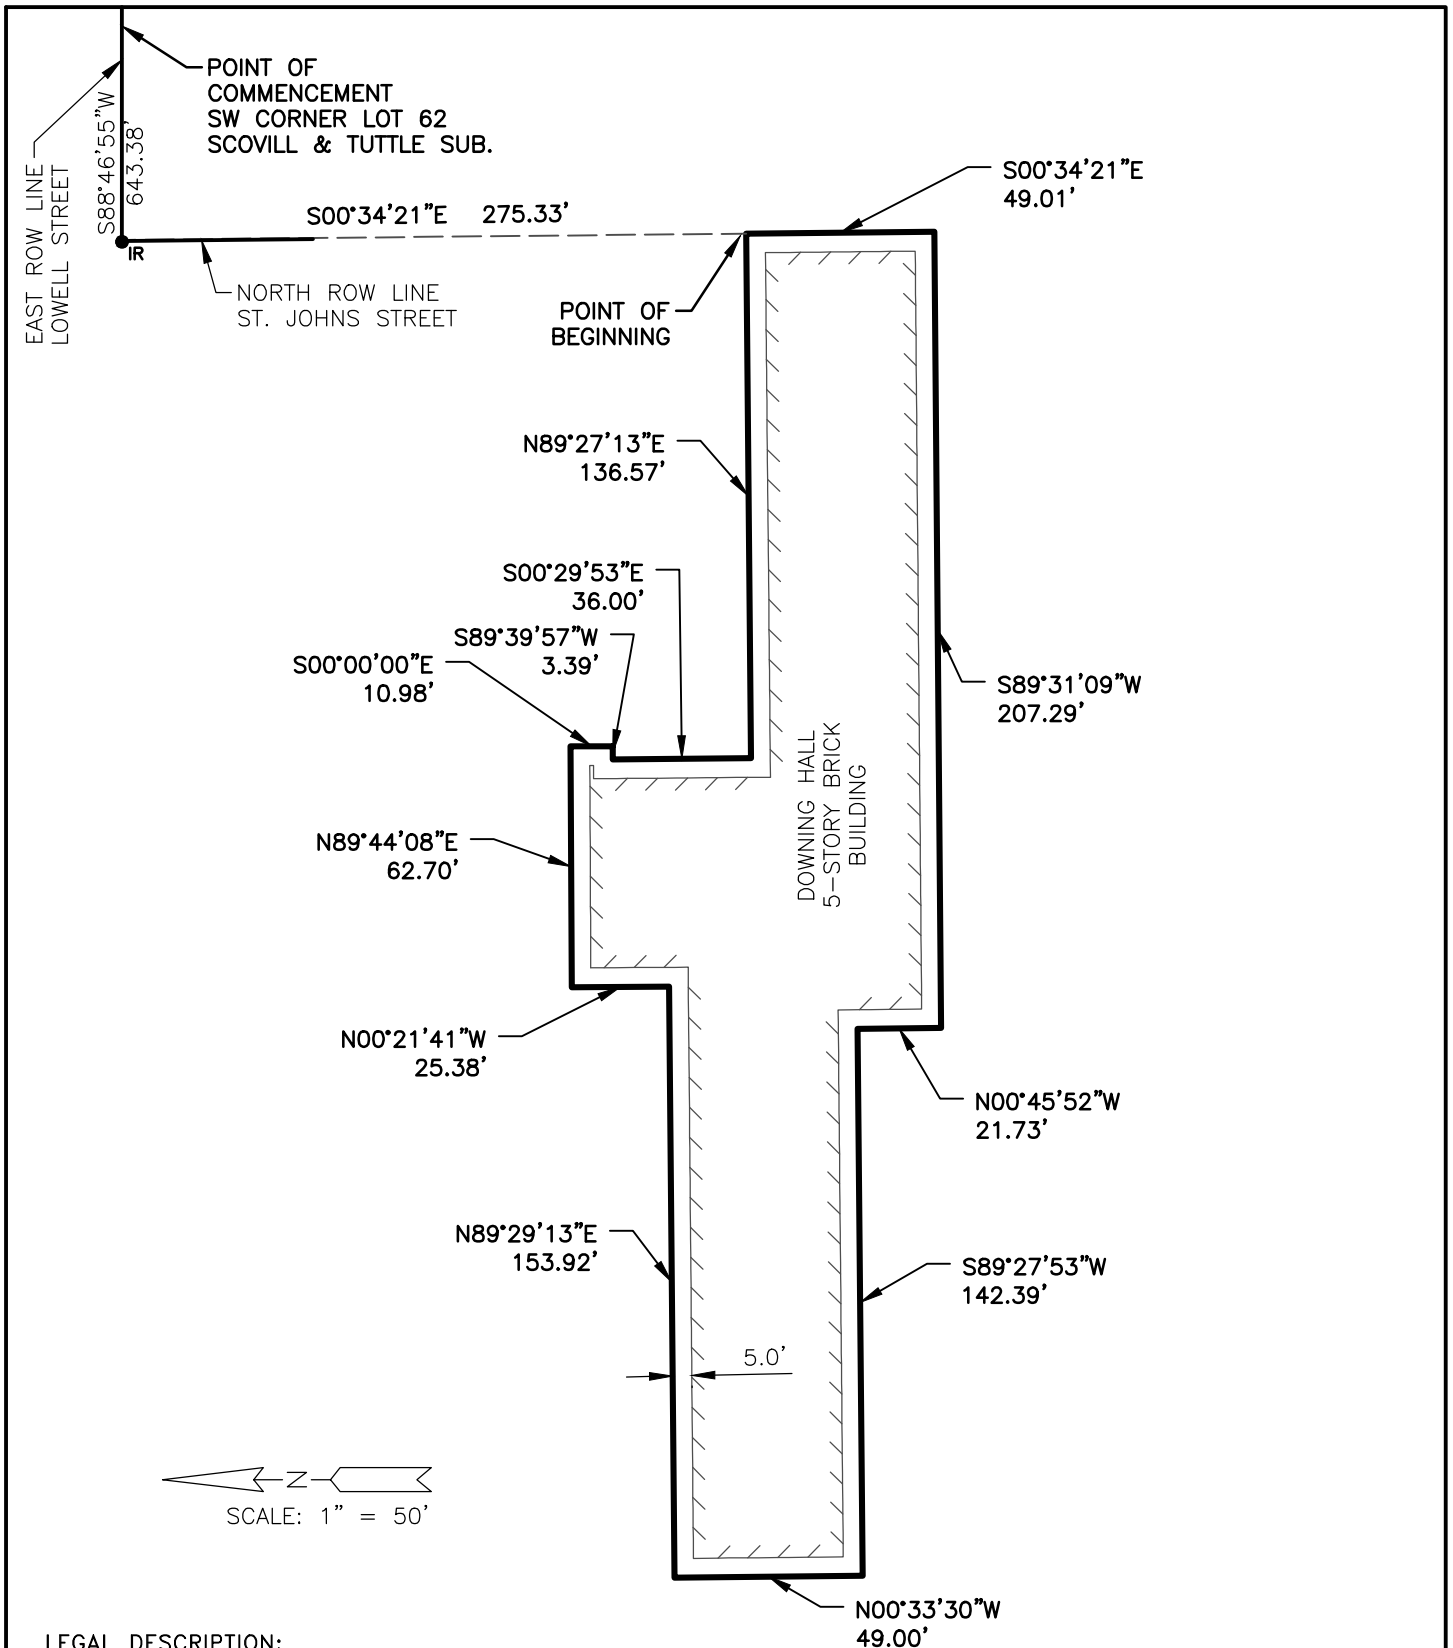 POINT OF
COMMENCEMENT
SW CORNER LOT 62
SCOVILL & TUTTLE SUB.
EAST ROW LINE
LOWELL STREET
S88°46'55"W
643.38'
IR
S00°34'21"E 275.33'
NORTH ROW LINE
ST. JOHNS STREET
POINT OF
BEGINNING
S00°34'21"E
49.01'
N89°27'13"E
136.57'
S00°29'53"E
36.00'
S89°39'57"W
3.39'
S00°00'00"E
10.98'
S89°31'09"W
207.29'
DOWNING HALL
5-STORY BRICK
BUILDING
N89°44'08"E
62.70'
N00°21'41"W
25.38'
N00°45'52"W
21.73'
N89°29'13"E
153.92'
S89°27'53"W
142.39'
5.0'
Z
SCALE: 1" = 50'
N00°33'30"W
49.00'
LEGAL DESCRIPTION: